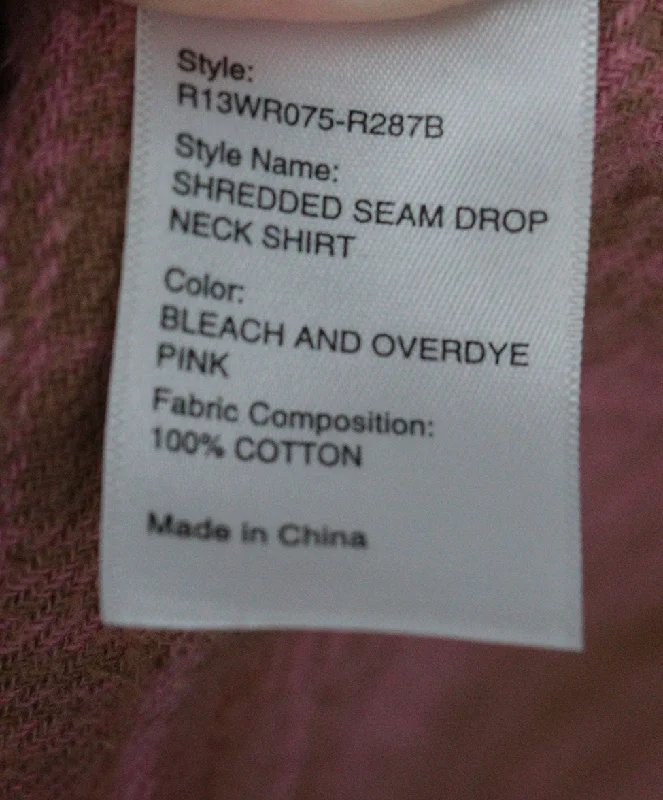 Style:
R13WR075-R287B
Style Name:
SHREDDED SEAM DROP
NECK SHIRT
Color:
BLEACH AND OVERDYE
PINK
Fabric Composition:
100% COTTON
Made in China